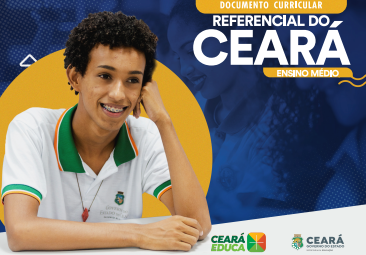 DOCUMENTO CURRICULAR
REFERENCIAL DO
CEARÁ
ENSINO MÉDIO
CEARÁ
EDUCA
CEARÁ
GOVERNO DO ESTADO